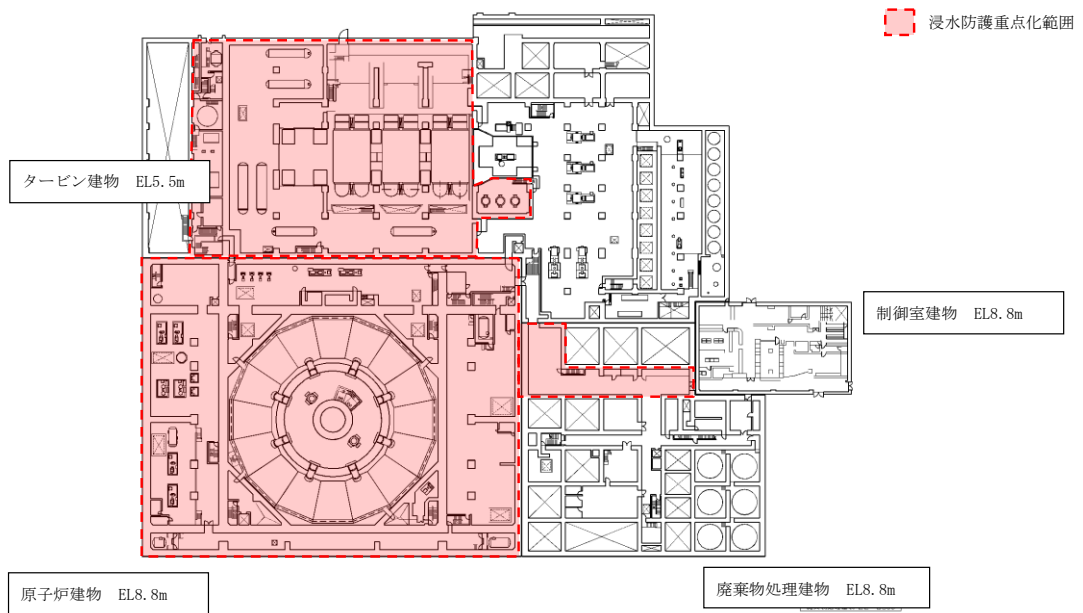 浸水防護重点化範囲
タービン建物　EL5.5m
制御室建物　EL8.8m
原子炉建物　EL8.8m
廃棄物処理建物　EL8.8m